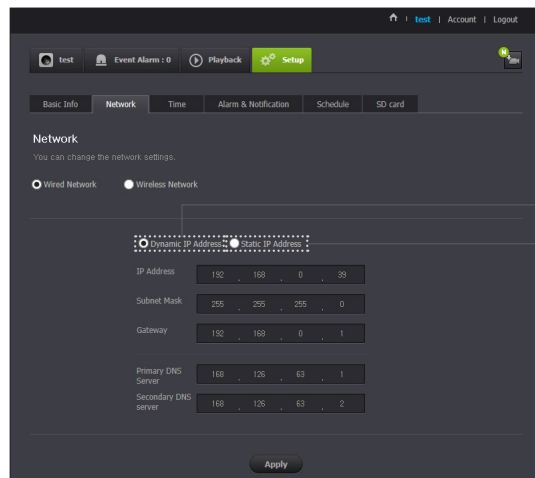 test | Account | Logout
test Event Alarm : 0 Playback Setup N
Basic Info Network Time Alarm & Notification Schedule SD card
Network
You can change the network settings.
Wired Network Wireless Network
Dynamic IP Address Static IP Address
IP Address 192 . 168 . 0 . 39
Subnet Mask 255 . 255 . 255 . 0
Gateway 192 . 168 . 0 . 1
Primary DNS
Server 168 . 126 . 63 . 1
Secondary DNS
server 168 . 126 . 63 . 2
Apply